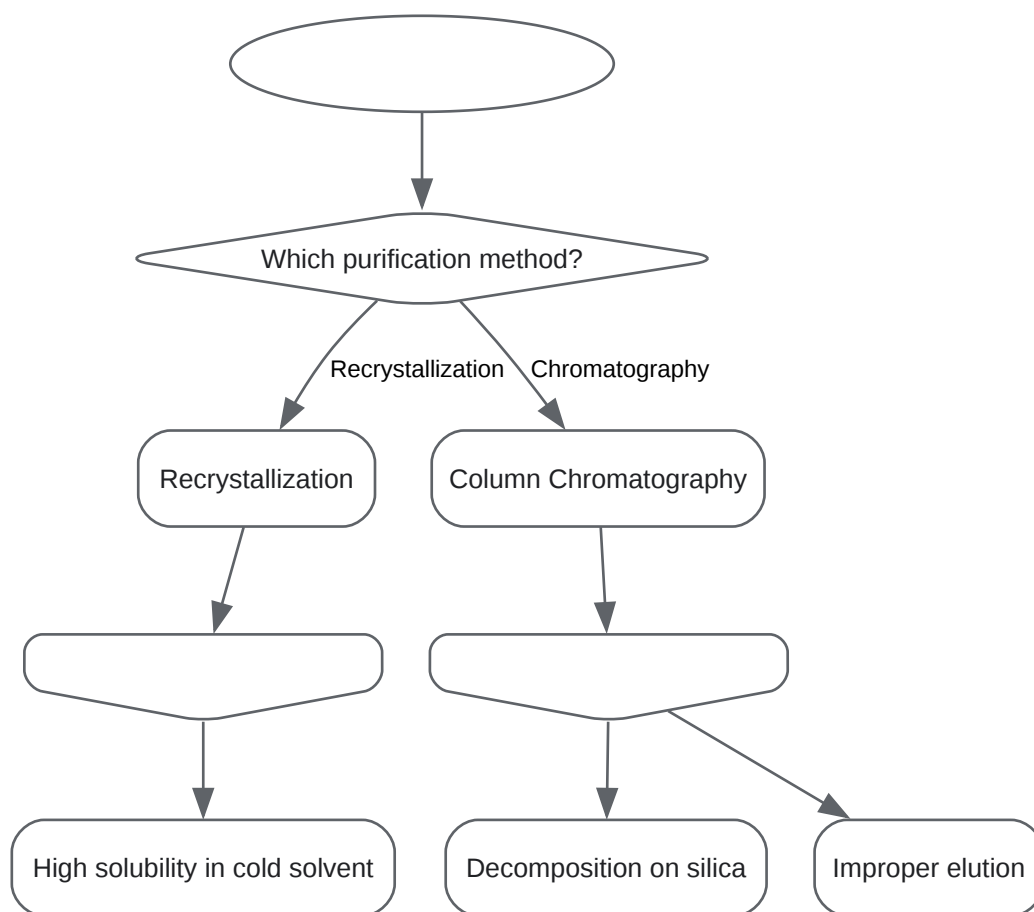 Which purification method?
Recrystallization
Chromatography
Recrystallization
Column Chromatography
High solubility in cold solvent
Decomposition on silica
Improper elution